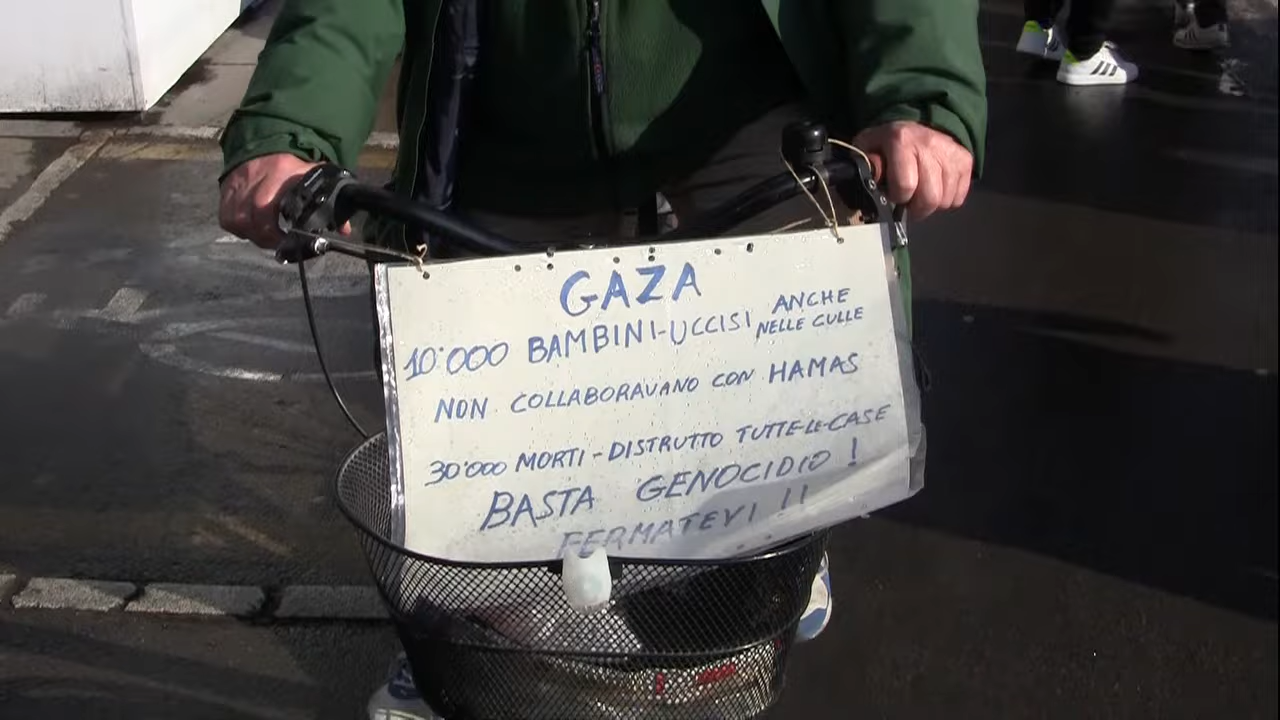 GAZA
10'000 BAMBINI-UCCISI ANCHE NELLE CULLE
NON COLLABORAVANO CON HAMAS
30'000 MORTI - DISTRUTTO TUTTE-LE-CASE
BASTA GENOCIDIO !
FERMATEVI !!